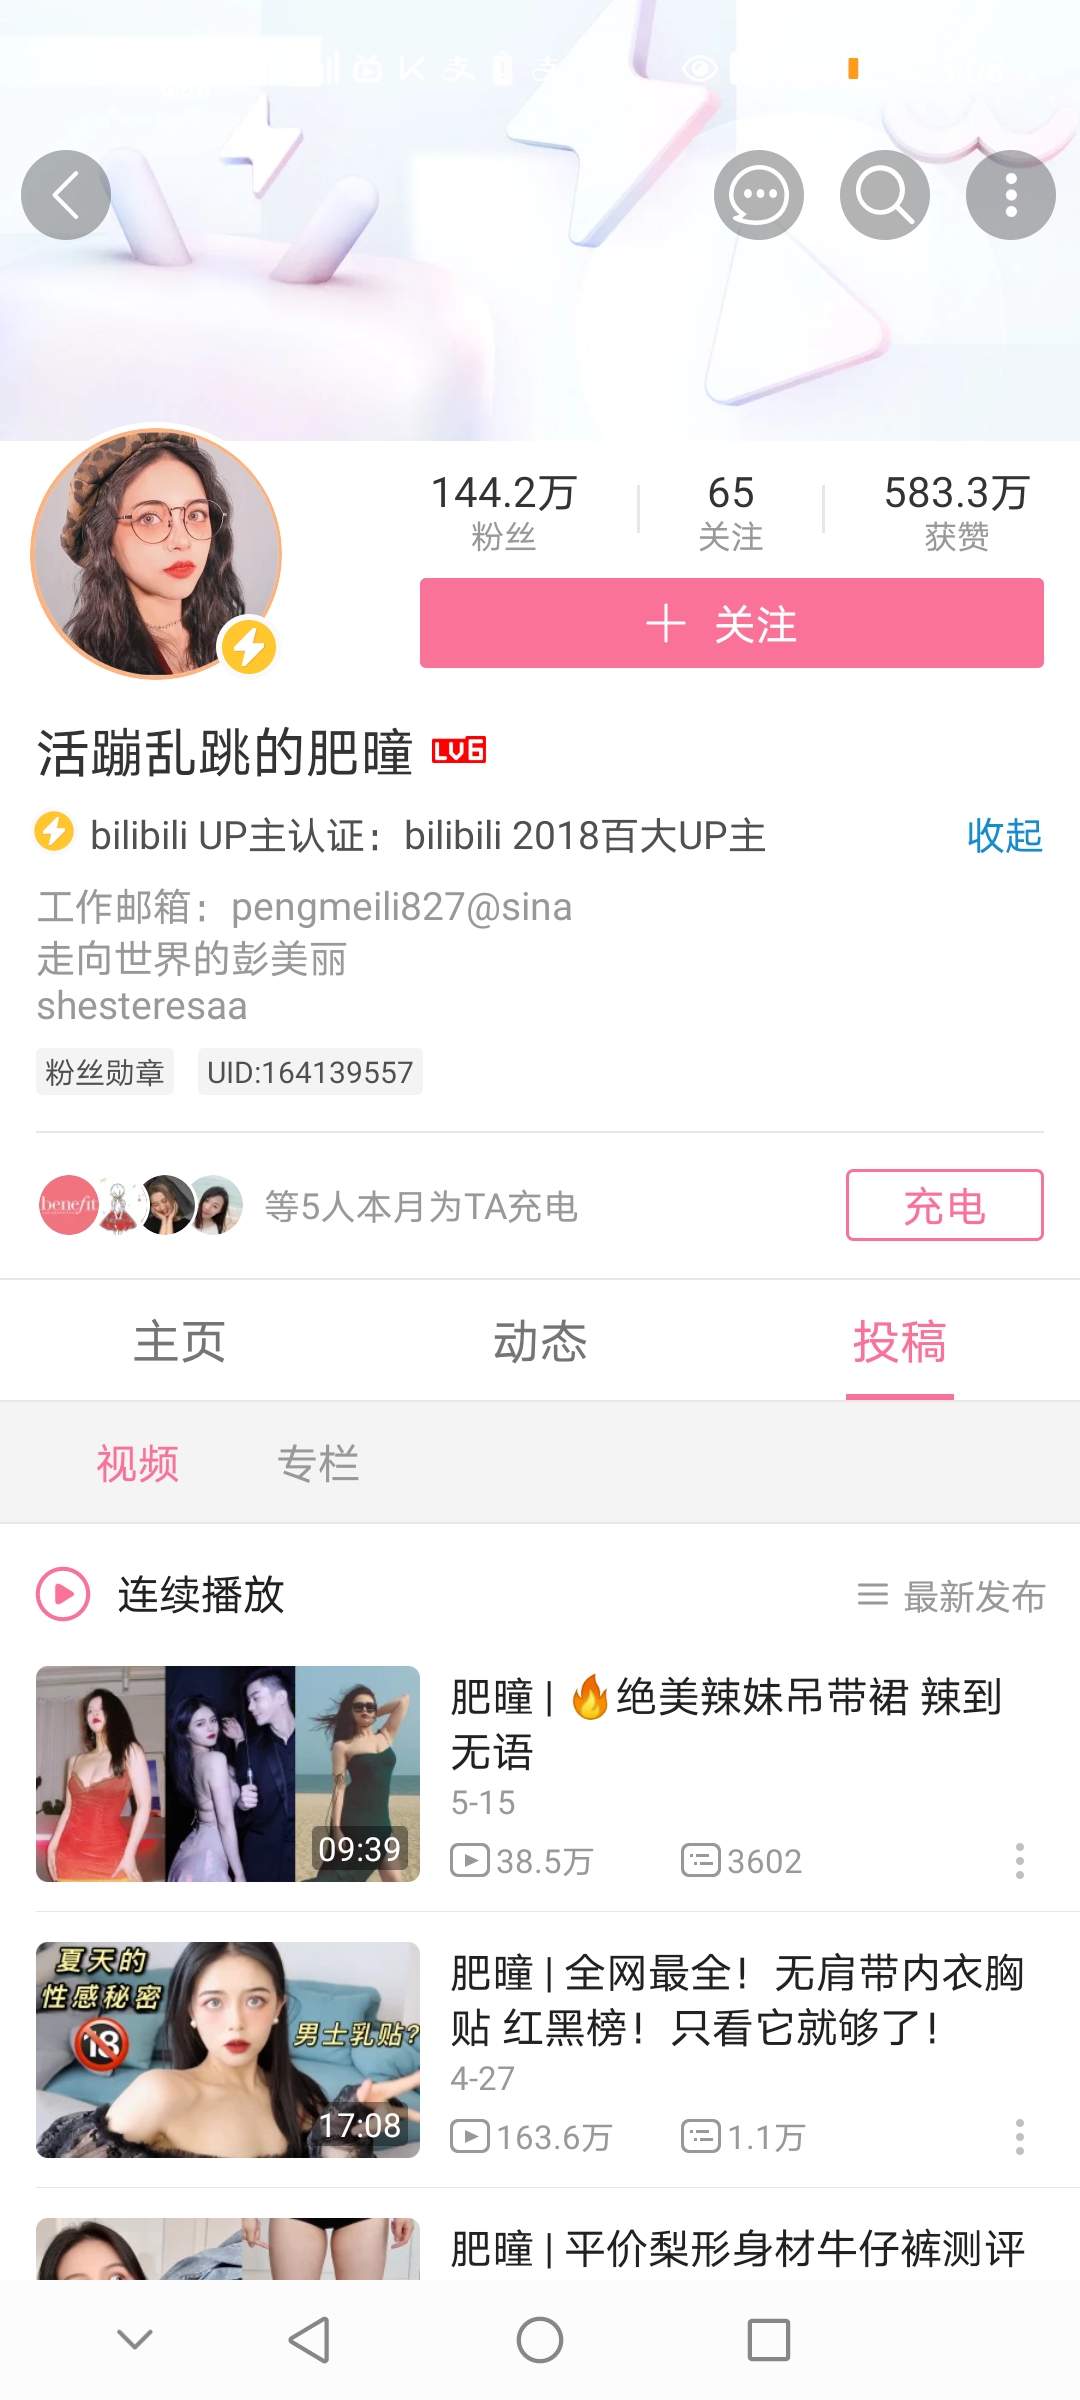 144.2万
65
583.3万
粉丝
关注
获赞
关注
活蹦乱跳的肥瞳 LV6
bilibili UP主认证：bilibili 2018百大UP主
收起
工作邮箱：pengmeili827@sina
走向世界的彭美丽
shesteresaa
粉丝勋章
UID:164139557
benefit
等5人本月为TA充电
充电
主页
动态
投稿
视频
专栏
连续播放
最新发布
09:39
肥瞳 | 🔥绝美辣妹吊带裙 辣到
无语
5-15
38.5万
3602
夏天的
性感秘密
18
男士乳贴?
17:08
肥瞳 | 全网最全！无肩带内衣胸
贴 红黑榜！只看它就够了！
4-27
163.6万
1.1万
肥瞳 | 平价梨形身材牛仔裤测评